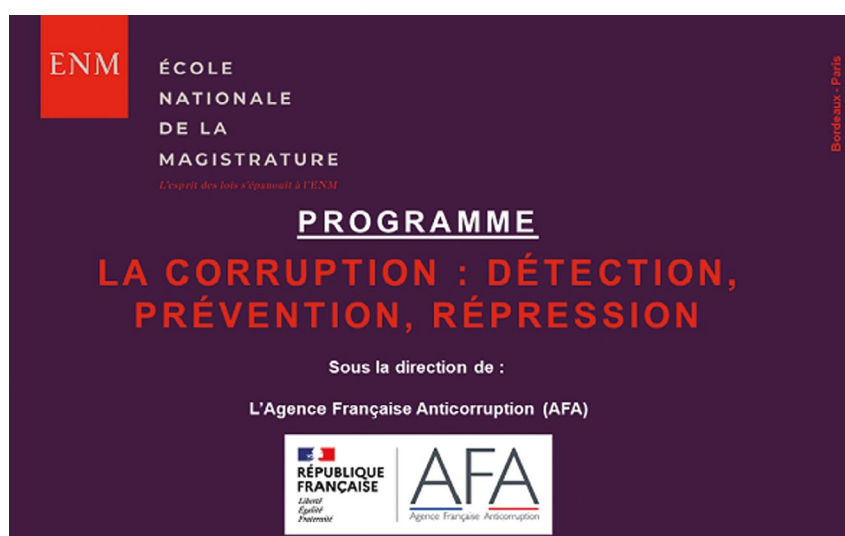 ENM
ÉCOLE
NATIONALE
DE LA
MAGISTRATURE
L'esprit des lois s'épanouit à l'ENM
Bordeaux - Paris
PROGRAMME
LA CORRUPTION : DÉTECTION,
PRÉVENTION, RÉPRESSION
Sous la direction de :
L'Agence Française Anticorruption (AFA)
RÉPUBLIQUE
FRANÇAISE
Liberté
Égalité
Fraternité
AFA
Agence Française Anticorruption